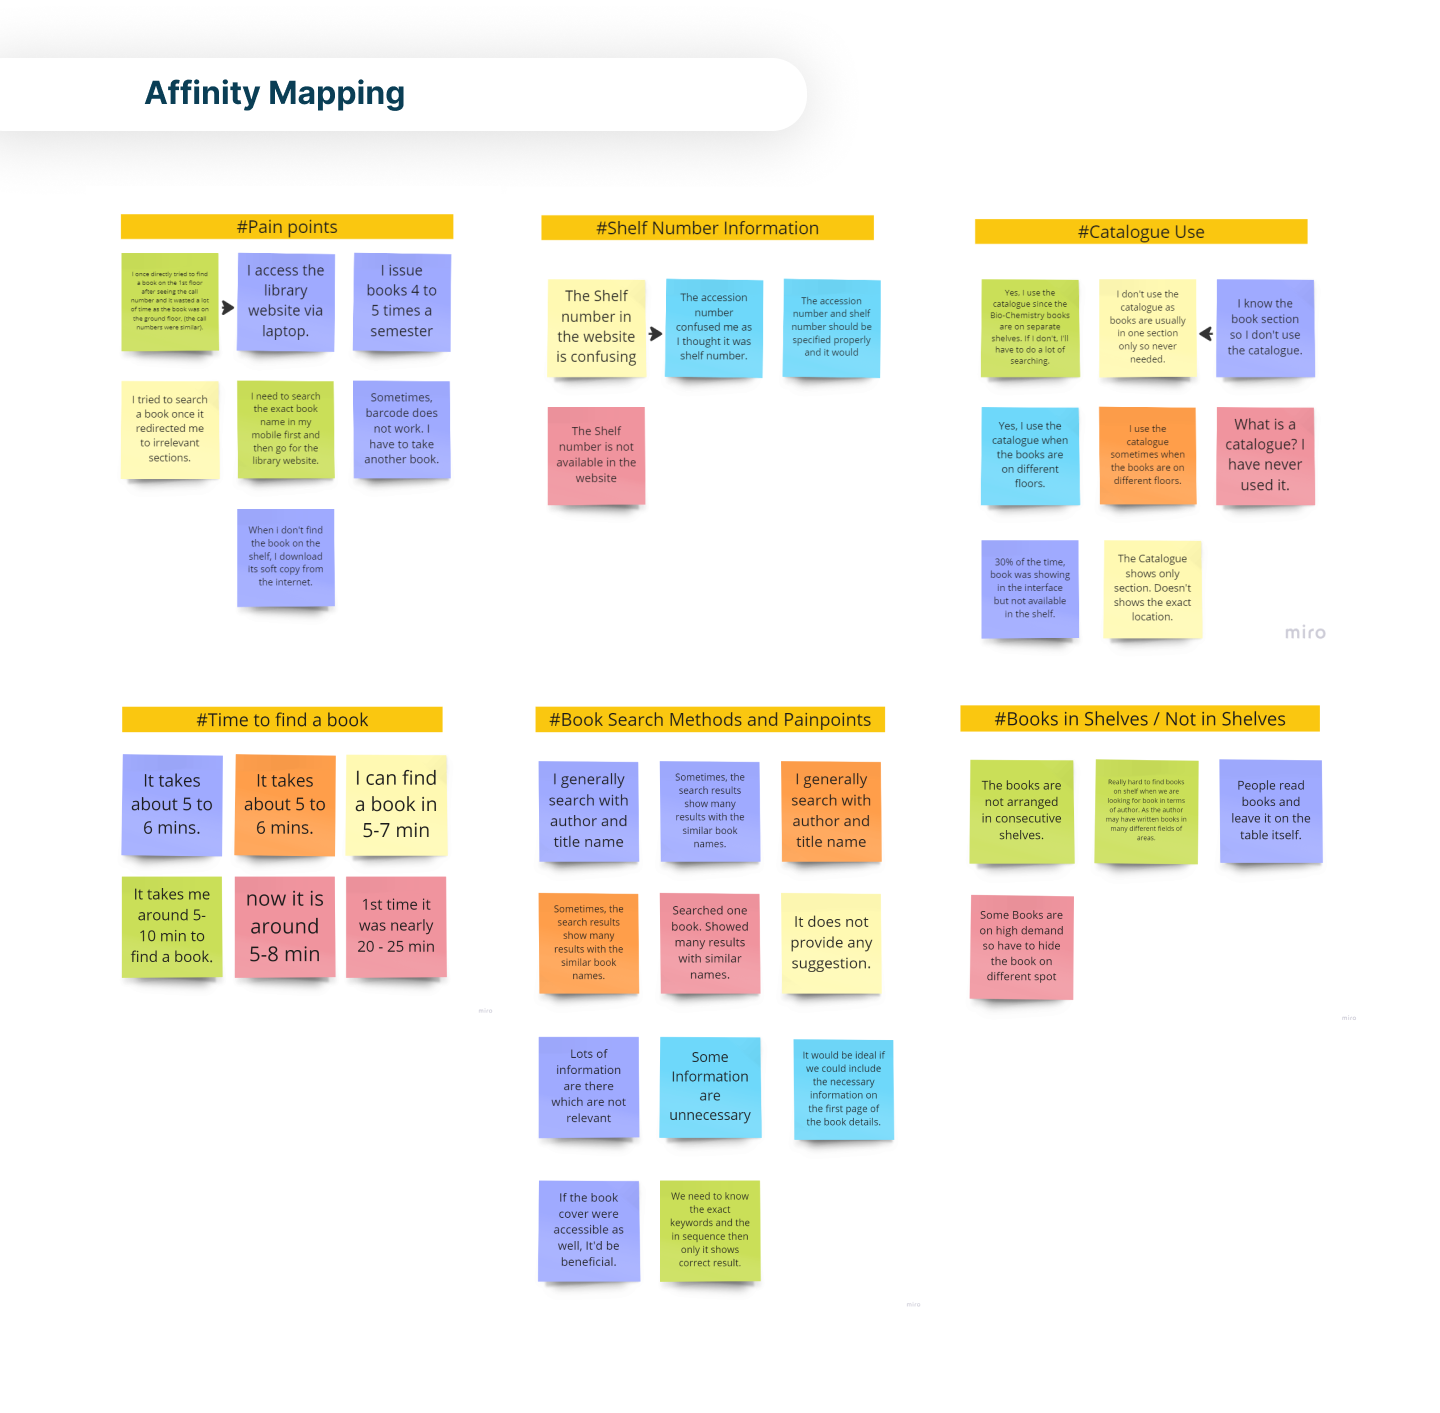 Affinity Mapping
#Pain points
I once directly tried to find
a book on the 1st floor
after seeing the call
number and it wasted a lot
of time as the book was on
the ground floor. (the call
numbers were similar).
I access the
library
website via
laptop.
I issue
books 4 to
5 times a
semester
I tried to search
a book once it
redirected me
to irrelevant
sections.
I need to search
the exact book
name in my
mobile first and
then go for the
library website.
Sometimes,
barcode does
not work. I
have to take
another book.
When i don't find
the book on the
shelf, I download
its soft copy from
the internet.
#Shelf Number Information
The Shelf
number in
the website
is confusing
The accession
number
confused me as
I thought it was
shelf number.
The accession
number and shelf
number should be
specified properly
and it would
The Shelf
number is not
available in the
website
#Catalogue Use
Yes, I use the
catalogue since the
Bio-Chemistry books
are on separate
shelves. If I don't, I'll
have to do a lot of
searching.
I don't use the
catalogue as
books are usually
in one section
only so never
needed.
I know the
book section
so I don't use
the catalogue.
Yes, I use the
catalogue when
the books are
on different
floors.
I use the
catalogue
sometimes when
the books are on
different floors.
What is a
catalogue? I
have never
used it.
30% of the time,
book was showing
in the interface
but not available
in the shelf.
The Catalogue
shows only
section. Doesn't
shows the exact
location.
miro
#Time to find a book
It takes
about 5 to
6 mins.
It takes
about 5 to
6 mins.
I can find
a book in
5-7 min
It takes me
around 5-
10 min to
find a book.
now it is
around
5-8 min
1st time it
was nearly
20 - 25 min
miro
#Book Search Methods and Painpoints
I generally
search with
author and
title name
Sometimes, the
search results
show many
results with the
similar book
names.
I generally
search with
author and
title name
Sometimes, the
search results
show many
results with the
similar book
names.
Searched one
book. Showed
many results
with similar
names.
It does not
provide any
suggestion.
Lots of
information
are there
which are not
relevant
Some
Information
are
unnecessary
It would be ideal if
we could include
the necessary
information on
the first page of
the book details.
If the book
cover were
accessible as
well, It'd be
beneficial.
We need to know
the exact
keywords and the
in sequence then
only it shows
correct result.
miro
#Books in Shelves / Not in Shelves
The books are
not arranged
in consecutive
shelves.
Really hard to find books
on shelf when we are
looking for book in terms
of author. As the author
may have written books in
many different fields of
areas.
People read
books and
leave it on the
table itself.
Some Books are
on high demand
so have to hide
the book on
different spot
miro